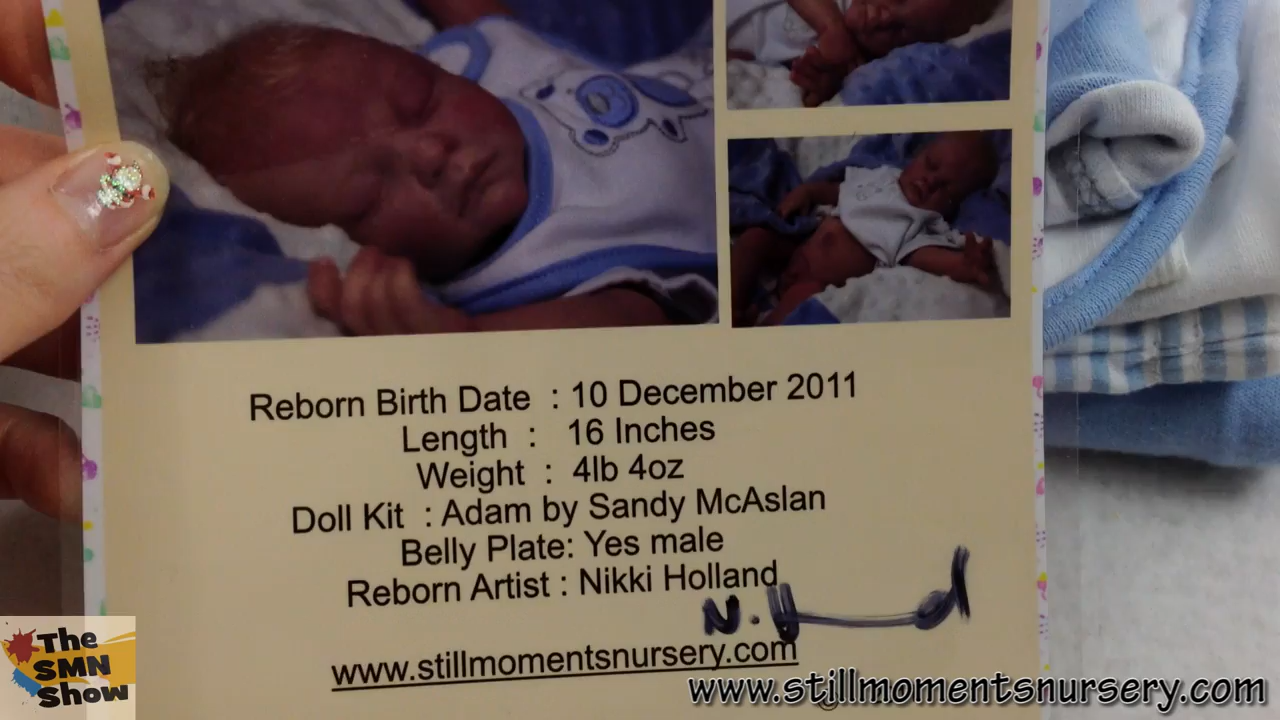 Reborn Birth Date : 10 December 2011
Length : 16 Inches
Weight : 4lb 4oz
Doll Kit : Adam by Sandy McAslan
Belly Plate: Yes male
Reborn Artist : Nikki Holland
www.stillmomentsnursery.com
The
SMN
Show
www.stillmomentsnursery.com